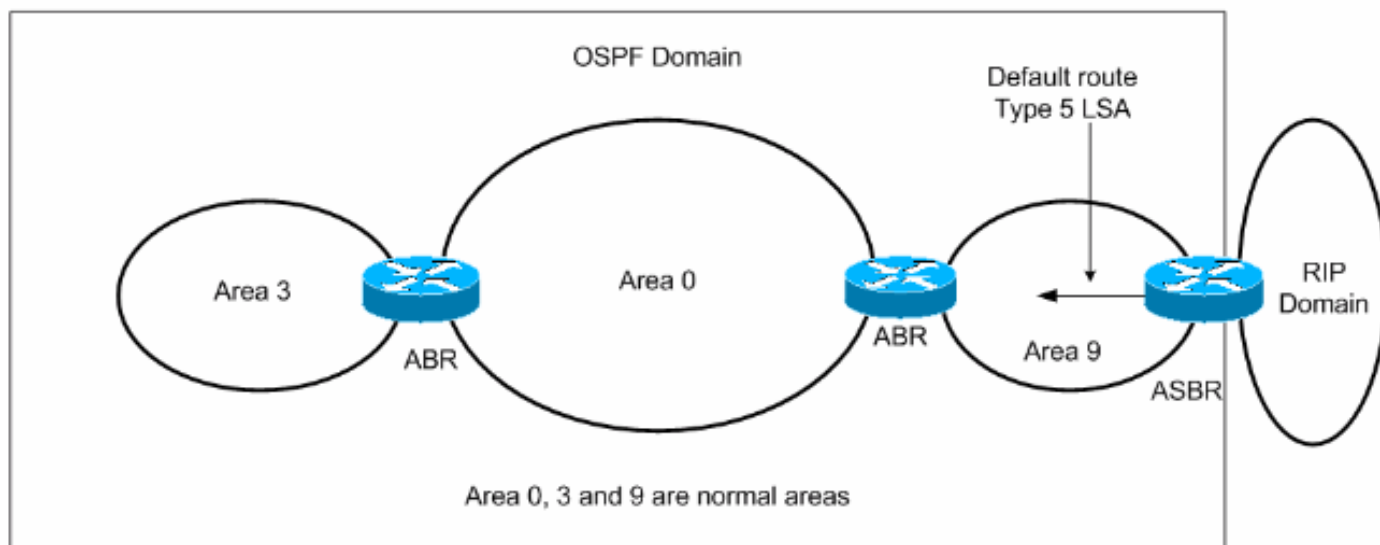 OSPF Domain
Default route
Type 5 LSA
Area 3
Area 0
RIP
Domain
ABR
ABR
Area 9
ASBR
Area 0, 3 and 9 are normal areas